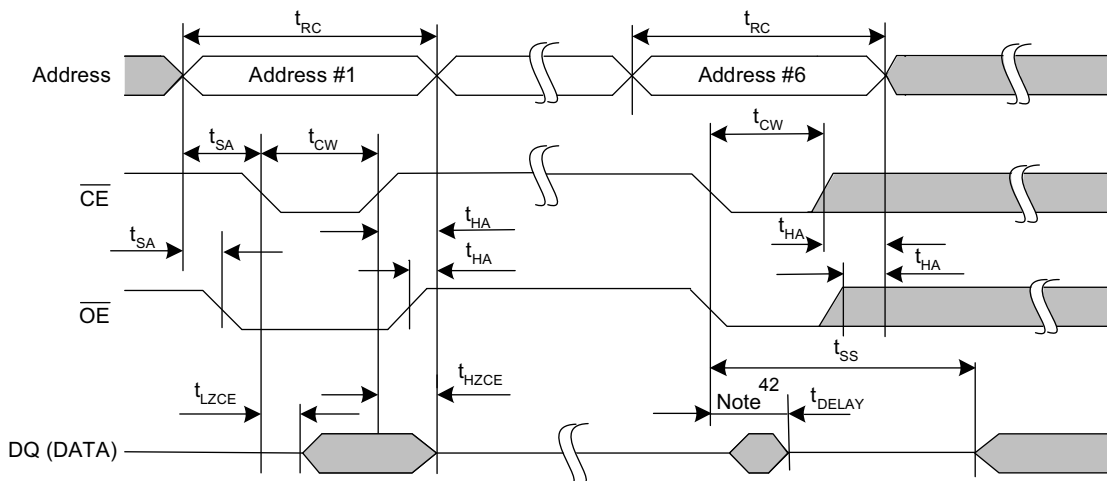 tRC
tRC
Address
Address #1
Address #6
tCW
tSA
tCW
CE
tHA
tSA
tHA
tHA
tHA
OE
tSS
tLZCE
tHZCE
Note 42
tDELAY
DQ (DATA)